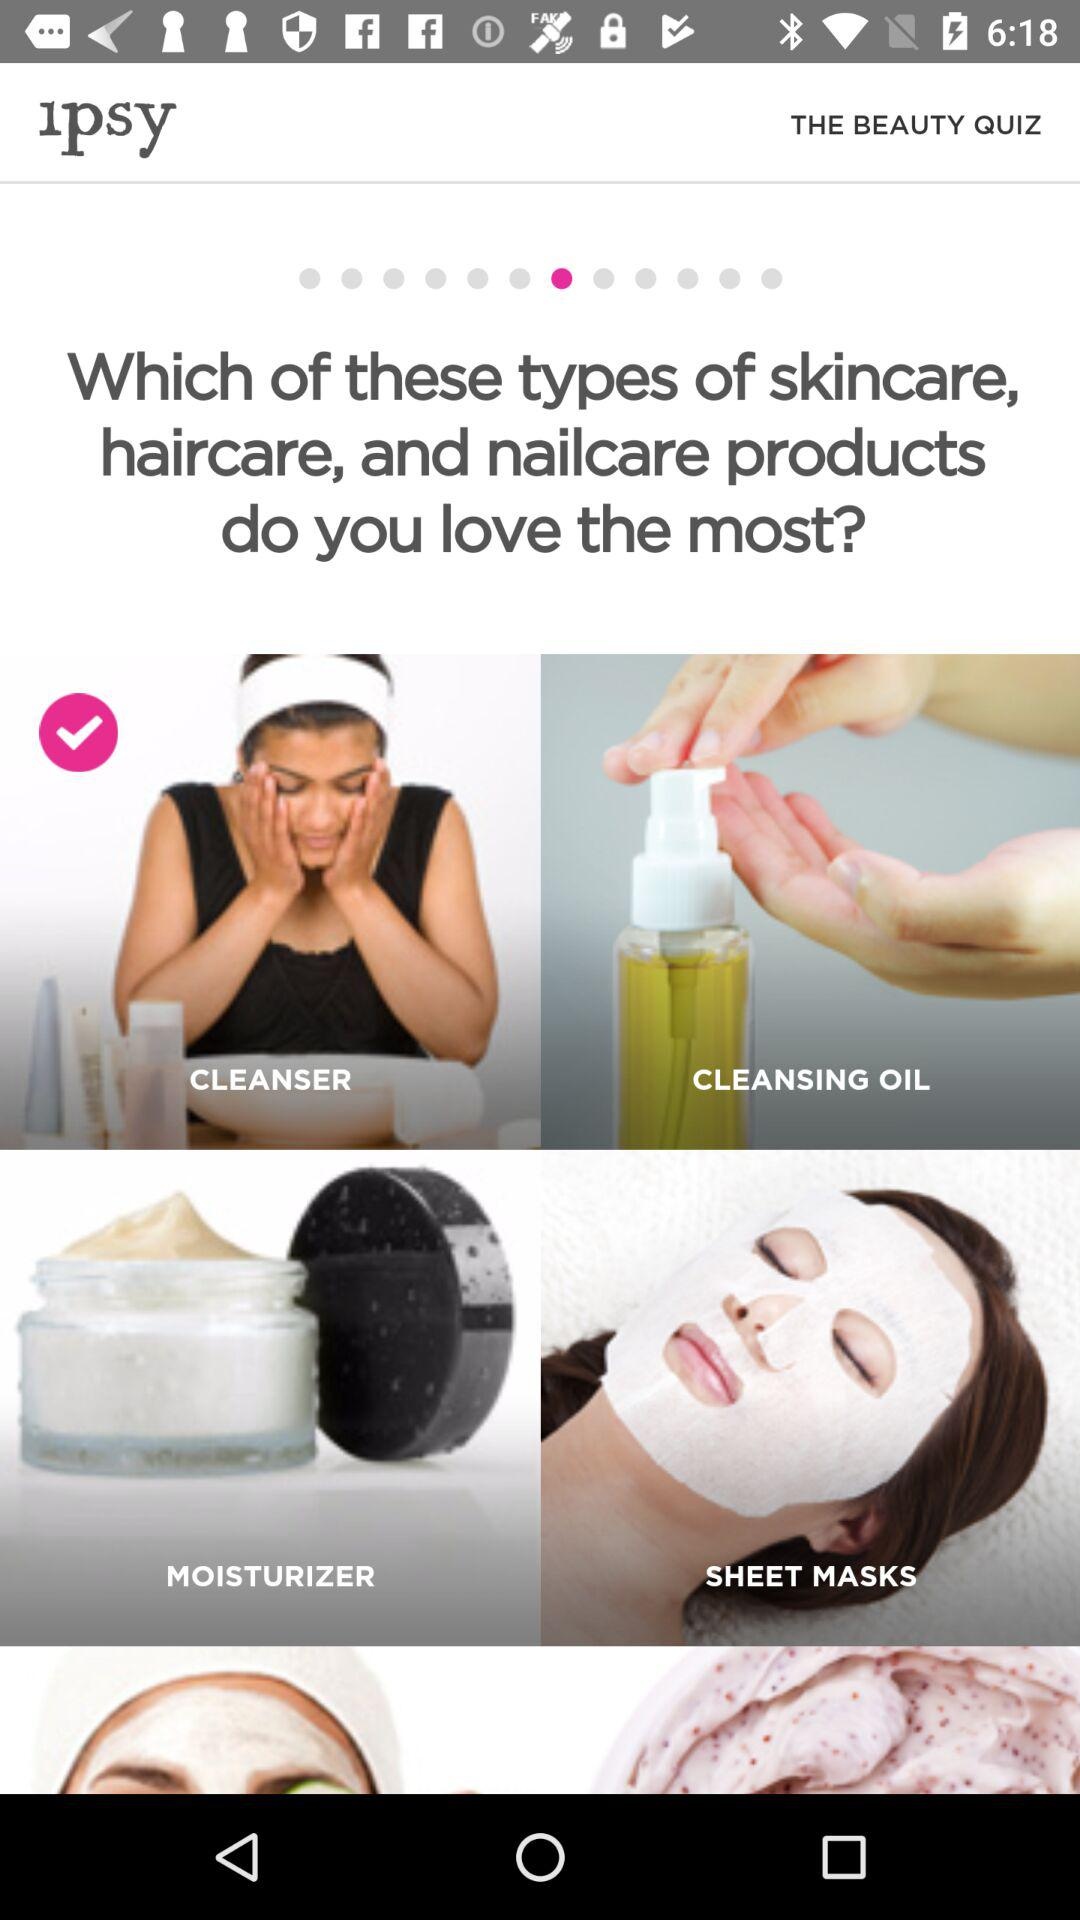 FAKE
6:18
ipsy
THE BEAUTY QUIZ
Which of these types of skincare,
haircare, and nailcare products
do you love the most?
CLEANSER
CLEANSING OIL
MOISTURIZER
SHEET MASKS